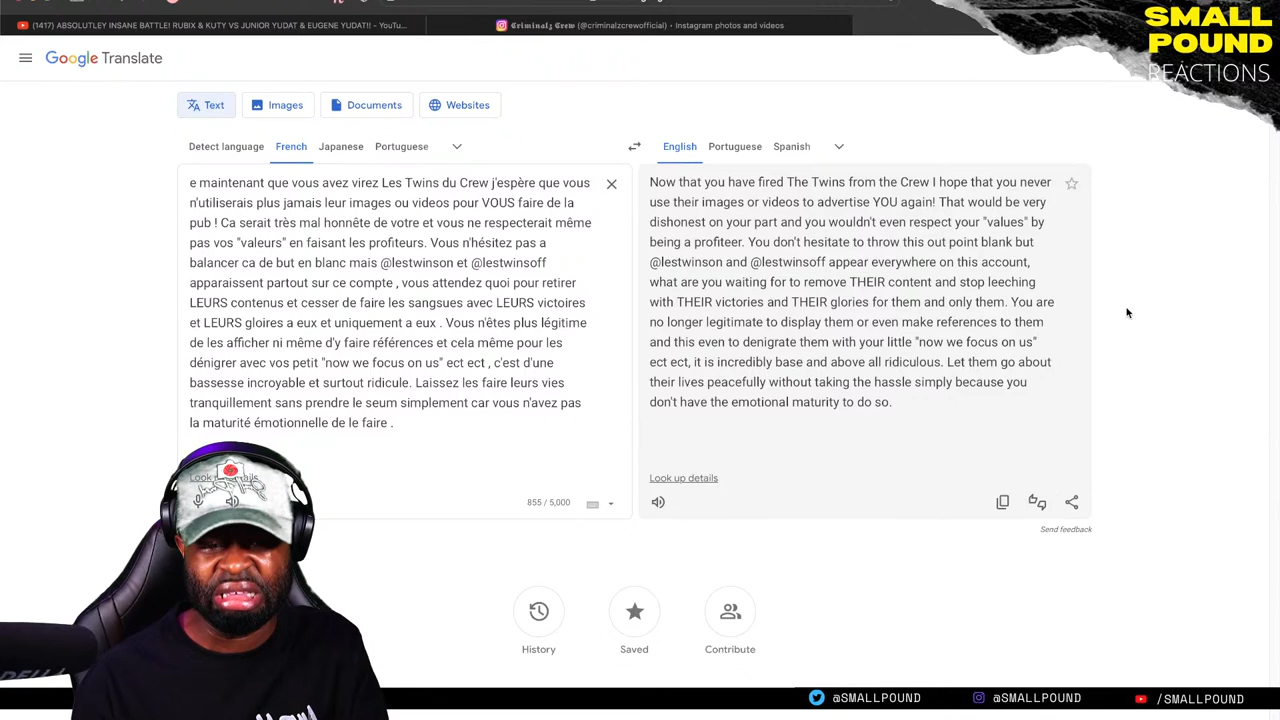 (1417) ABSOLUTLEY INSANE BATTLE! RUBIX & KUTY VS JUNIOR YUDAT & EUGENE YUDAT!! - YouTu...
𝕮𝖗𝖎𝖒𝖎𝖓𝖆𝖑𝖟 𝕮𝖗𝖊𝖜 (@criminalzcrewofficial) • Instagram photos and videos
SMALL
POUND
REACTIONS
Google Translate
Text
Images
Documents
Websites
Detect language French Japanese Portuguese
English Portuguese Spanish
e maintenant que vous avez virez Les Twins du Crew j'espère que vous
n'utiliserais plus jamais leur images ou videos pour VOUS faire de la
pub ! Ca serait très mal honnête de votre et vous ne respecterait même
pas vos "valeurs" en faisant les profiteurs. Vous n'hésitez pas a
balancer ca de but en blanc mais @lestwinson et @lestwinsoff
apparaissent partout sur ce compte , vous attendez quoi pour retirer
LEURS contenus et cesser de faire les sangsues avec LEURS victoires
et LEURS gloires a eux et uniquement a eux . Vous n'êtes plus légitime
de les afficher ni même d'y faire références et cela même pour les
dénigrer avec vos petit "now we focus on us" ect ect , c'est d'une
bassesse incroyable et surtout ridicule. Laissez les faire leurs vies
tranquillement sans prendre le seum simplement car vous n'avez pas
la maturité émotionnelle de le faire .
855 / 5,000
Now that you have fired The Twins from the Crew I hope that you never
use their images or videos to advertise YOU again! That would be very
dishonest on your part and you wouldn't even respect your "values" by
being a profiteer. You don't hesitate to throw this out point blank but
@lestwinson and @lestwinsoff appear everywhere on this account,
what are you waiting for to remove THEIR content and stop leeching
with THEIR victories and THEIR glories for them and only them. You are
no longer legitimate to display them or even make references to them
and this even to denigrate them with your little "now we focus on us"
ect ect, it is incredibly base and above all ridiculous. Let them go about
their lives peacefully without taking the hassle simply because you
don't have the emotional maturity to do so.
Look up details
Send feedback
History
Saved
Contribute
@SMALLPOUND
@SMALLPOUND
/SMALLPOUND